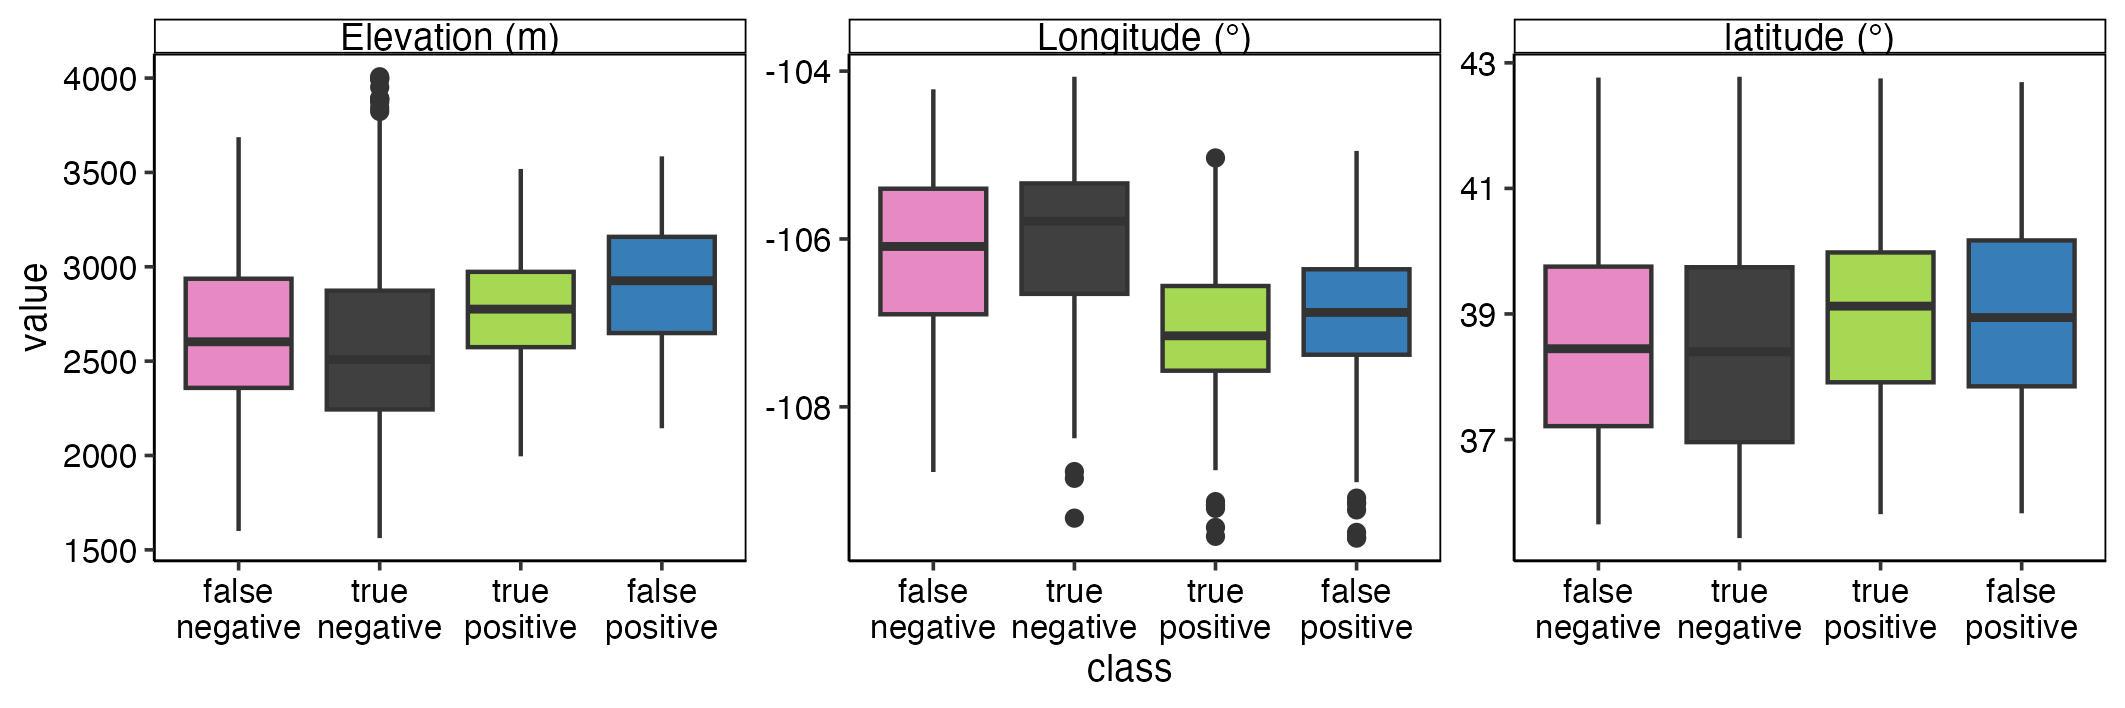 Elevation (m)
Longitude (°)
latitude (°)
value
4000
3500
3000
2500
2000
1500
-104
-106
-108
43
41
39
37
false negative
true negative
true positive
false positive
false negative
true negative
true positive
false positive
false negative
true negative
true positive
false positive
class